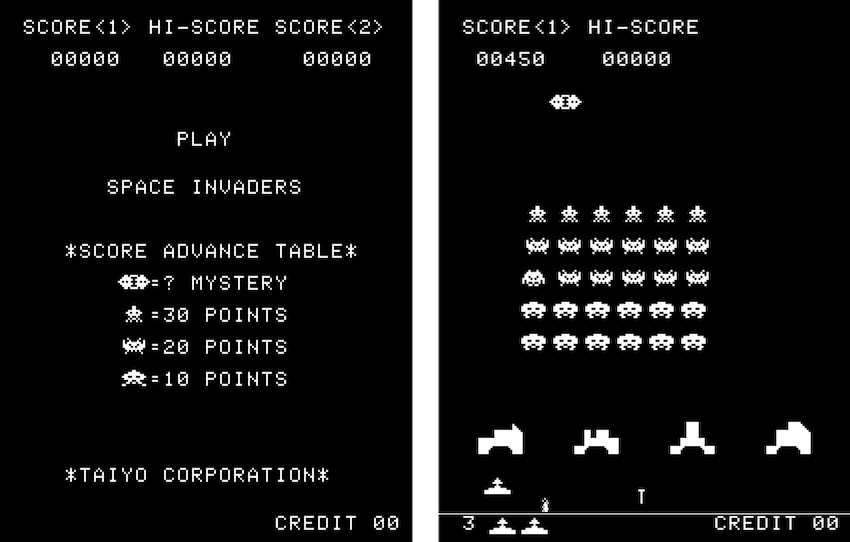 SCORE<1> HI-SCORE SCORE<2>
00000 00000 00000
PLAY
SPACE INVADERS
*SCORE ADVANCE TABLE*
=? MYSTERY
=30 POINTS
=20 POINTS
=10 POINTS
*TAIYO CORPORATION*
CREDIT 00
SCORE<1> HI-SCORE
00450 00000
3 CREDIT 00